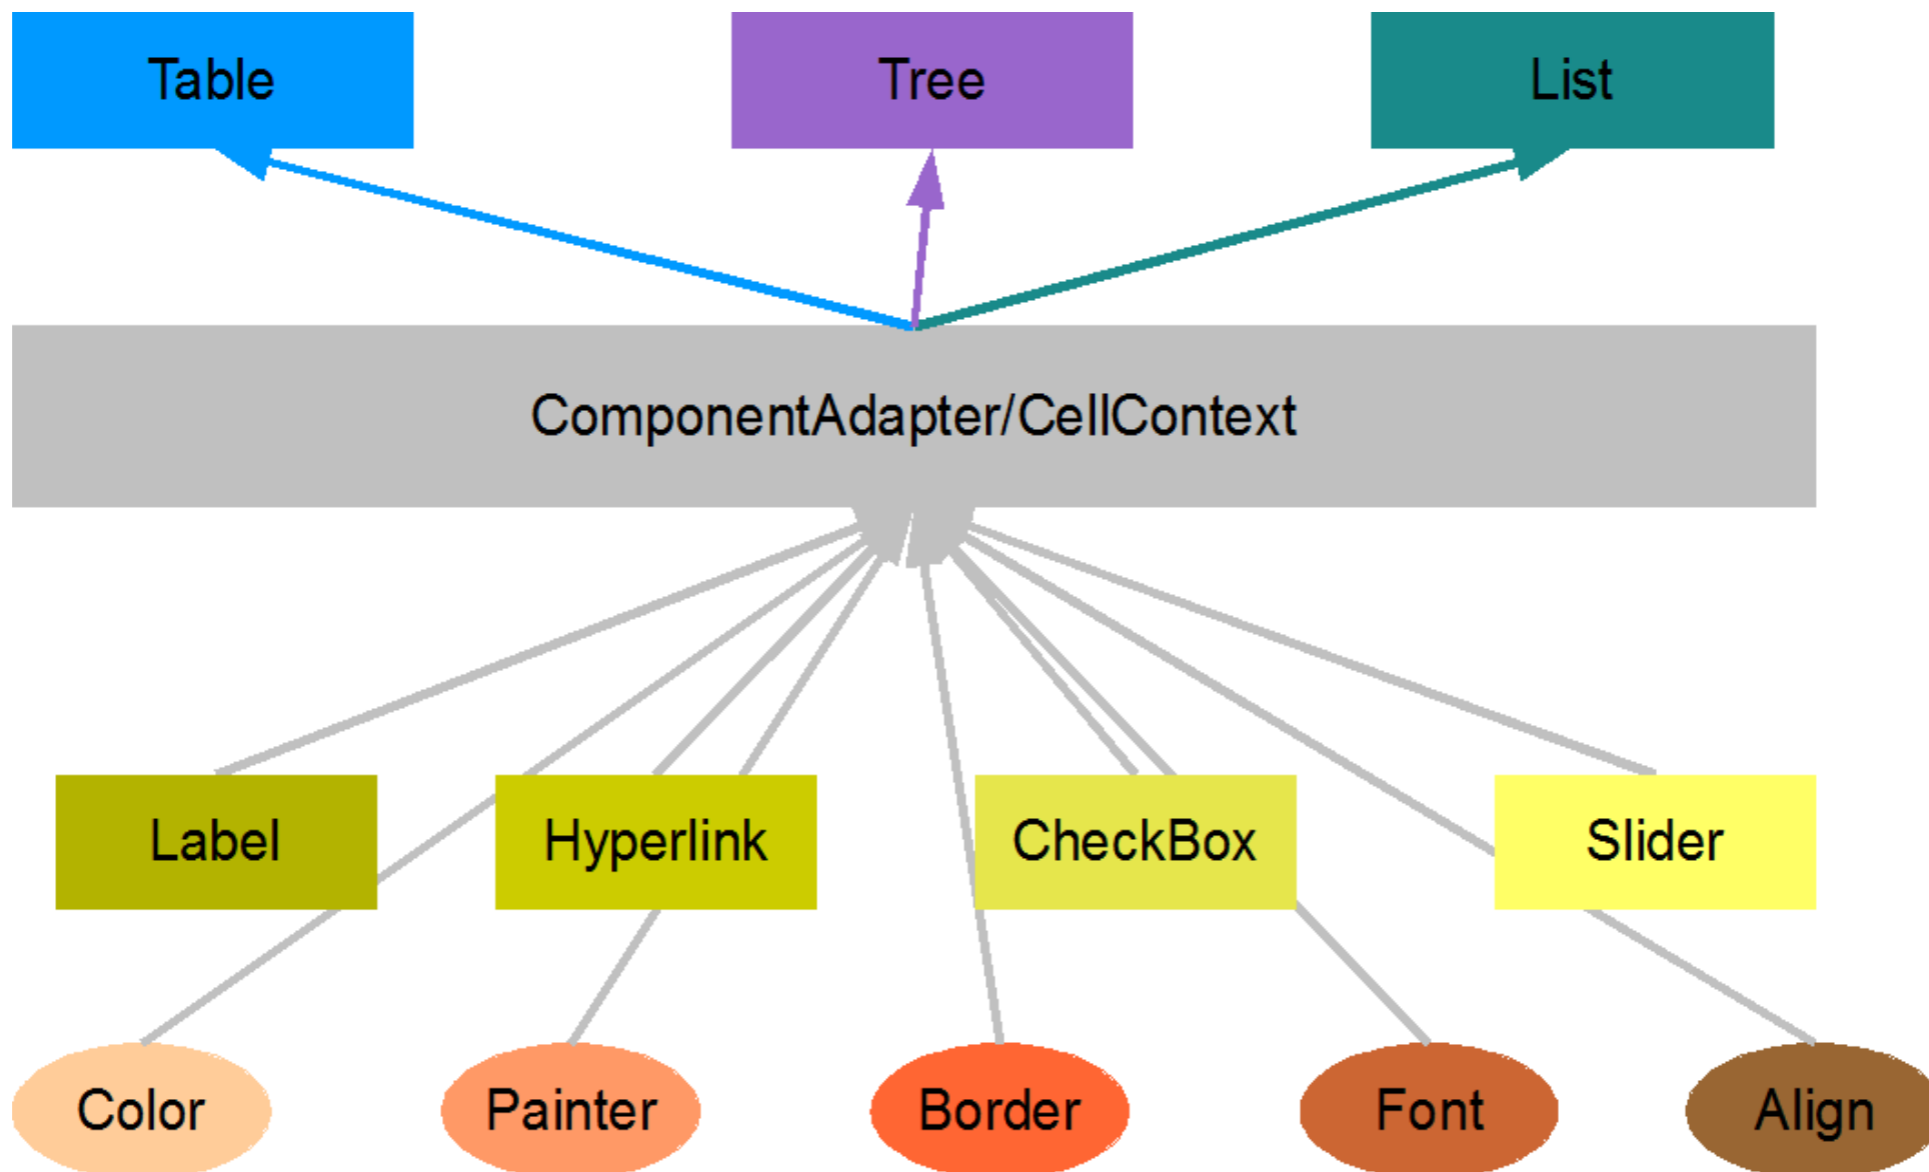 Table
Tree
List
ComponentAdapter/CellContext
Label
Hyperlink
CheckBox
Slider
Color
Painter
Border
Font
Align